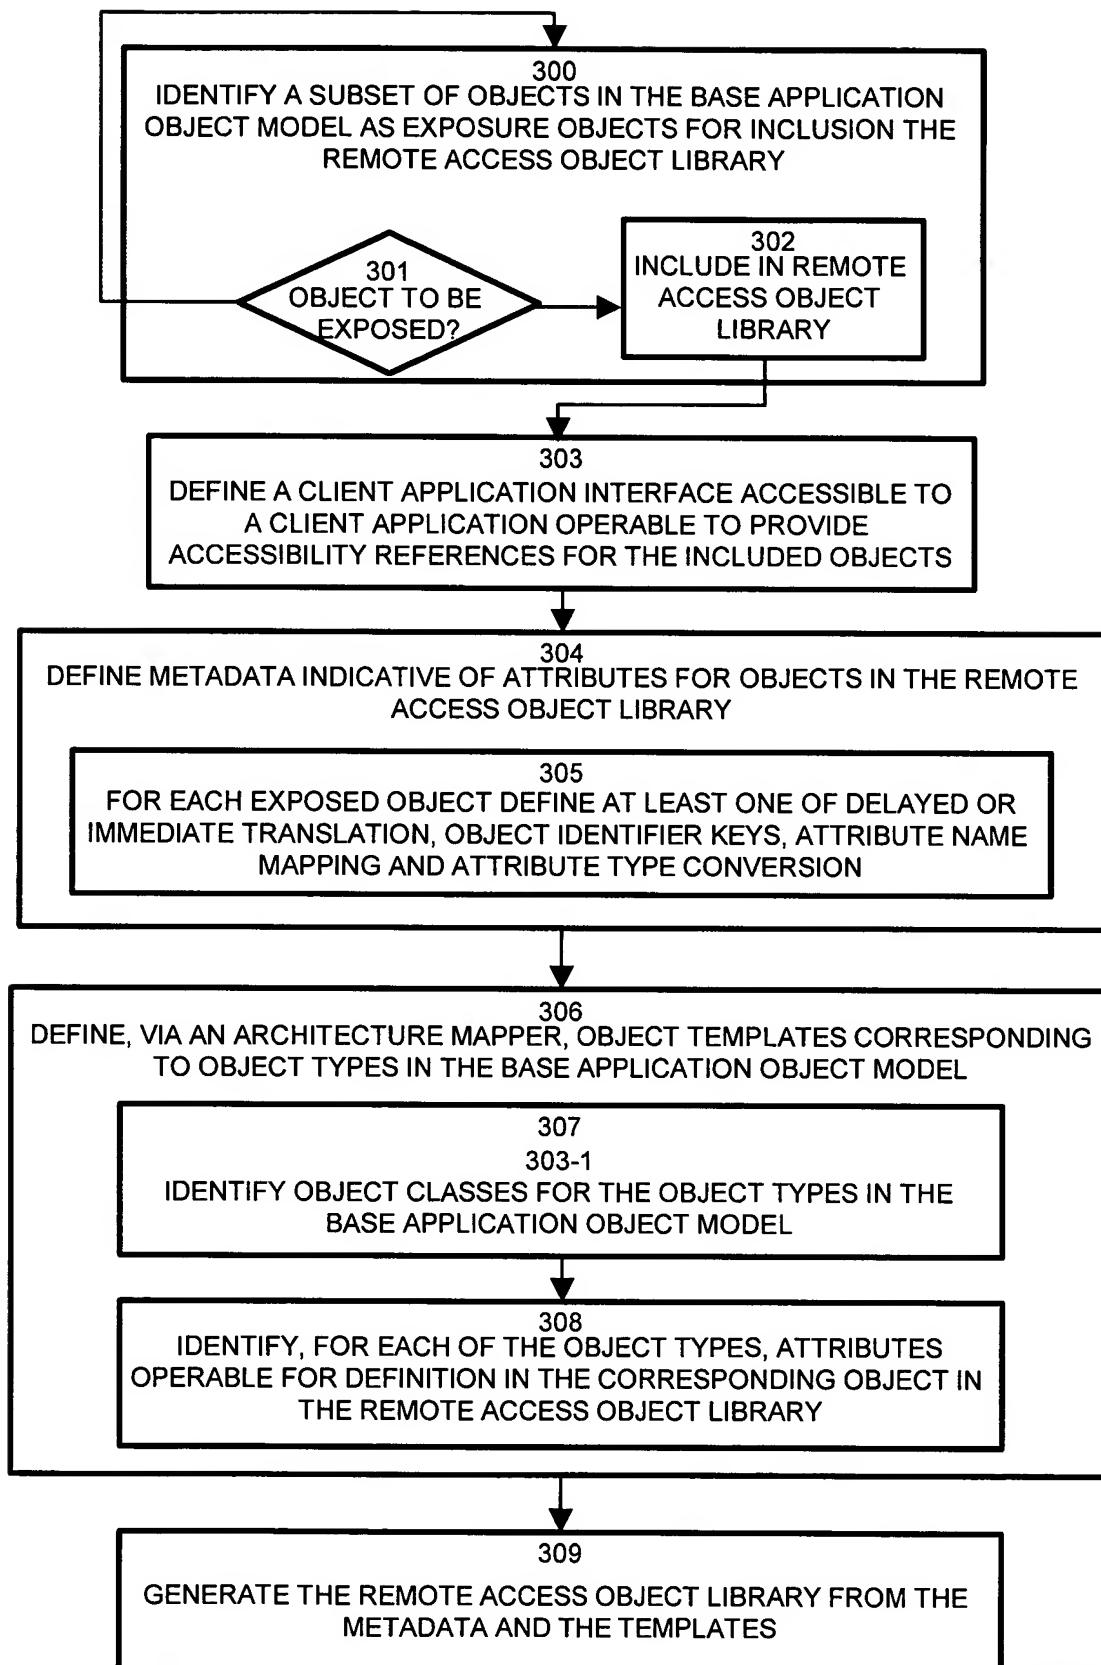 300
IDENTIFY A SUBSET OF OBJECTS IN THE BASE APPLICATION
OBJECT MODEL AS EXPOSURE OBJECTS FOR INCLUSION THE
REMOTE ACCESS OBJECT LIBRARY
301
OBJECT TO BE
EXPOSED?
302
INCLUDE IN REMOTE
ACCESS OBJECT
LIBRARY
303
DEFINE A CLIENT APPLICATION INTERFACE ACCESSIBLE TO
A CLIENT APPLICATION OPERABLE TO PROVIDE
ACCESSIBILITY REFERENCES FOR THE INCLUDED OBJECTS
304
DEFINE METADATA INDICATIVE OF ATTRIBUTES FOR OBJECTS IN THE REMOTE
ACCESS OBJECT LIBRARY
305
FOR EACH EXPOSED OBJECT DEFINE AT LEAST ONE OF DELAYED OR
IMMEDIATE TRANSLATION, OBJECT IDENTIFIER KEYS, ATTRIBUTE NAME
MAPPING AND ATTRIBUTE TYPE CONVERSION
306
DEFINE, VIA AN ARCHITECTURE MAPPER, OBJECT TEMPLATES CORRESPONDING
TO OBJECT TYPES IN THE BASE APPLICATION OBJECT MODEL
307
303-1
IDENTIFY OBJECT CLASSES FOR THE OBJECT TYPES IN THE
BASE APPLICATION OBJECT MODEL
308
IDENTIFY, FOR EACH OF THE OBJECT TYPES, ATTRIBUTES
OPERABLE FOR DEFINITION IN THE CORRESPONDING OBJECT IN
THE REMOTE ACCESS OBJECT LIBRARY
309
GENERATE THE REMOTE ACCESS OBJECT LIBRARY FROM THE
METADATA AND THE TEMPLATES